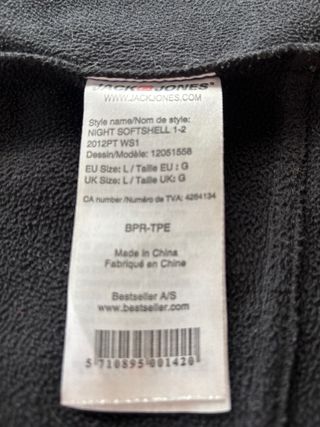 JACK & JONES
WWW.JACKJONES.COM
Style name/Nom de style:
NIGHT SOFTSHELL 1-2
2012PT WS1
Dessin/Modèle: 12051558
EU Size: L / Taille EU : G
UK Size: L / Taille UK: G
CA number/Numéro de TVA: 4264134
BPR-TPE
Made in China
Fabriqué en Chine
Bestseller A/S
www.bestseller.com
5 710895 001420